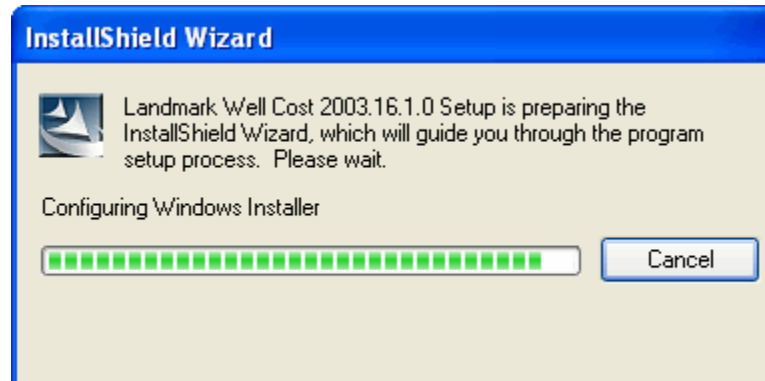 InstallShield Wizard
Landmark Well Cost 2003.16.1.0 Setup is preparing the
InstallShield Wizard, which will guide you through the program
setup process.  Please wait.
Configuring Windows Installer
Cancel